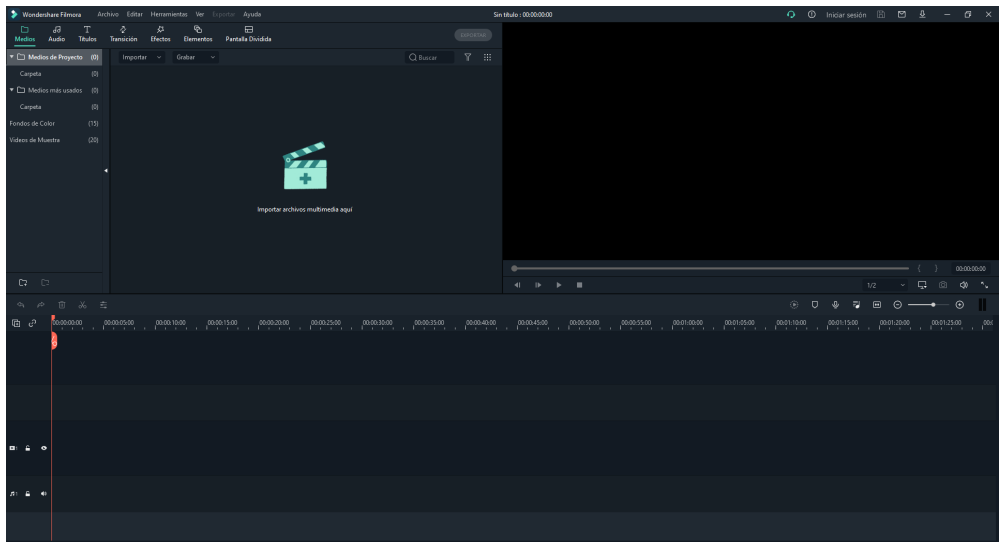 Wondershare Filmora Archivo Editar Herramientas Ver Exportar Ayuda Sin título : 00:00:00:00 Iniciar sesión
Medios Audio Títulos Transición Efectos Elementos Pantalla Dividida EXPORTAR
Medios de Proyecto (0) Importar Grabar Buscar
Carpeta (0)
Medios más usados (0)
Carpeta (0)
Fondos de Color (15)
Vídeos de Muestra (20)
Importar archivos multimedia aquí
{ } 00:00:00:00
1/2
00:00:00:00 00:00:05:00 00:00:10:00 00:00:15:00 00:00:20:00 00:00:25:00 00:00:30:00 00:00:35:00 00:00:40:00 00:00:45:00 00:00:50:00 00:00:55:00 00:01:00:00 00:01:05:00 00:01:10:00 00:01:15:00 00:01:20:00 00:01:25:00 00:0
1
1